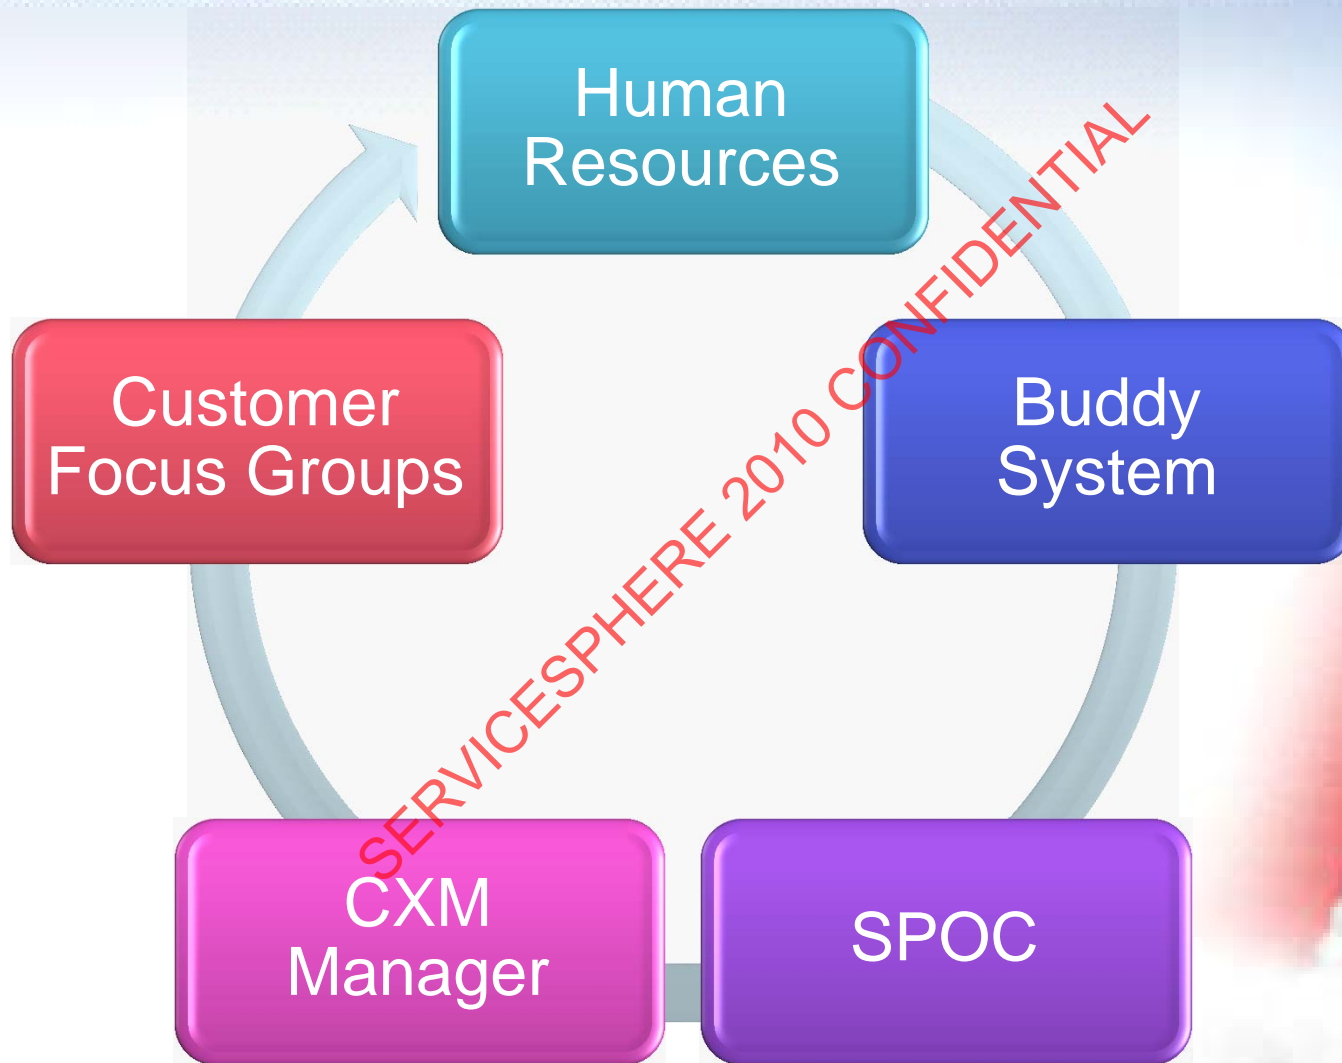 Human
Resources
Buddy
System
SPOC
CXM
Manager
Customer
Focus Groups
SERVICESPHERE 2010 CONFIDENTIAL